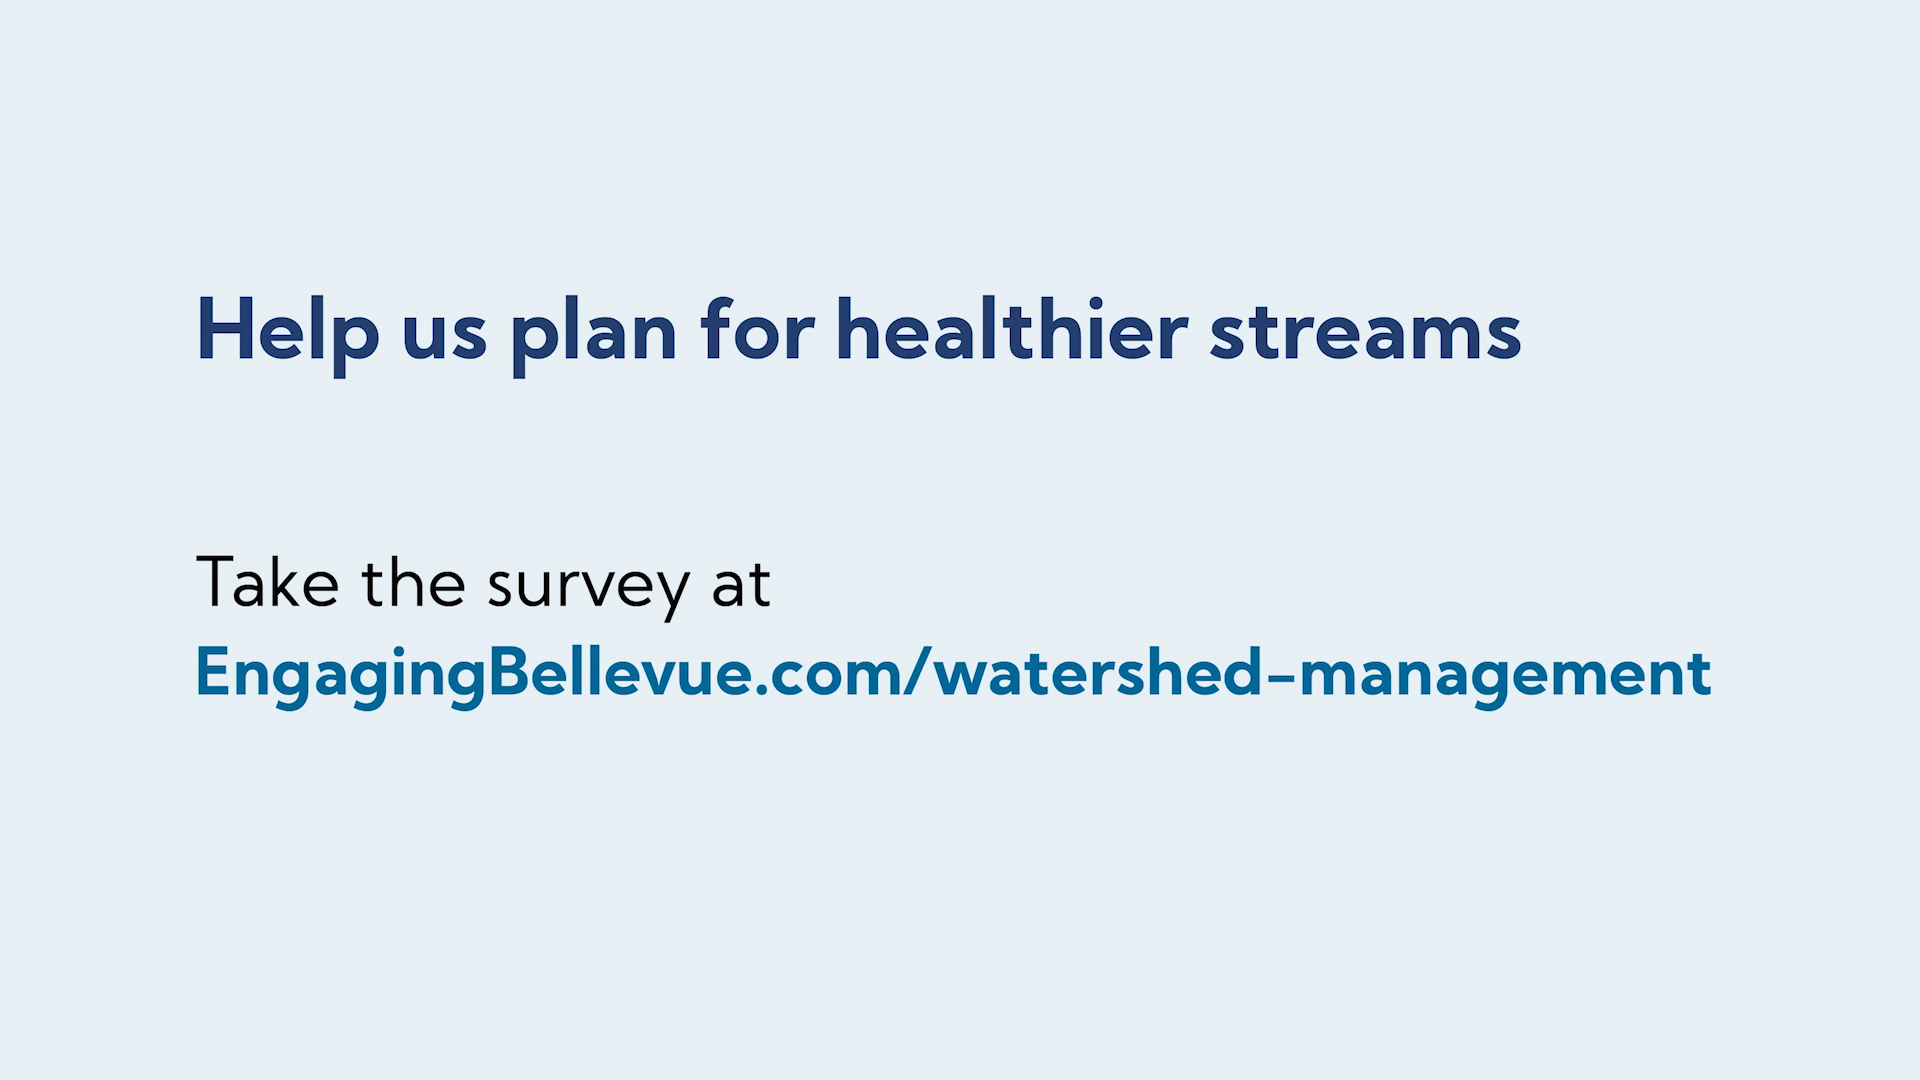 Help us plan for healthier streams
Take the survey at
EngagingBellevue.com/watershed-management